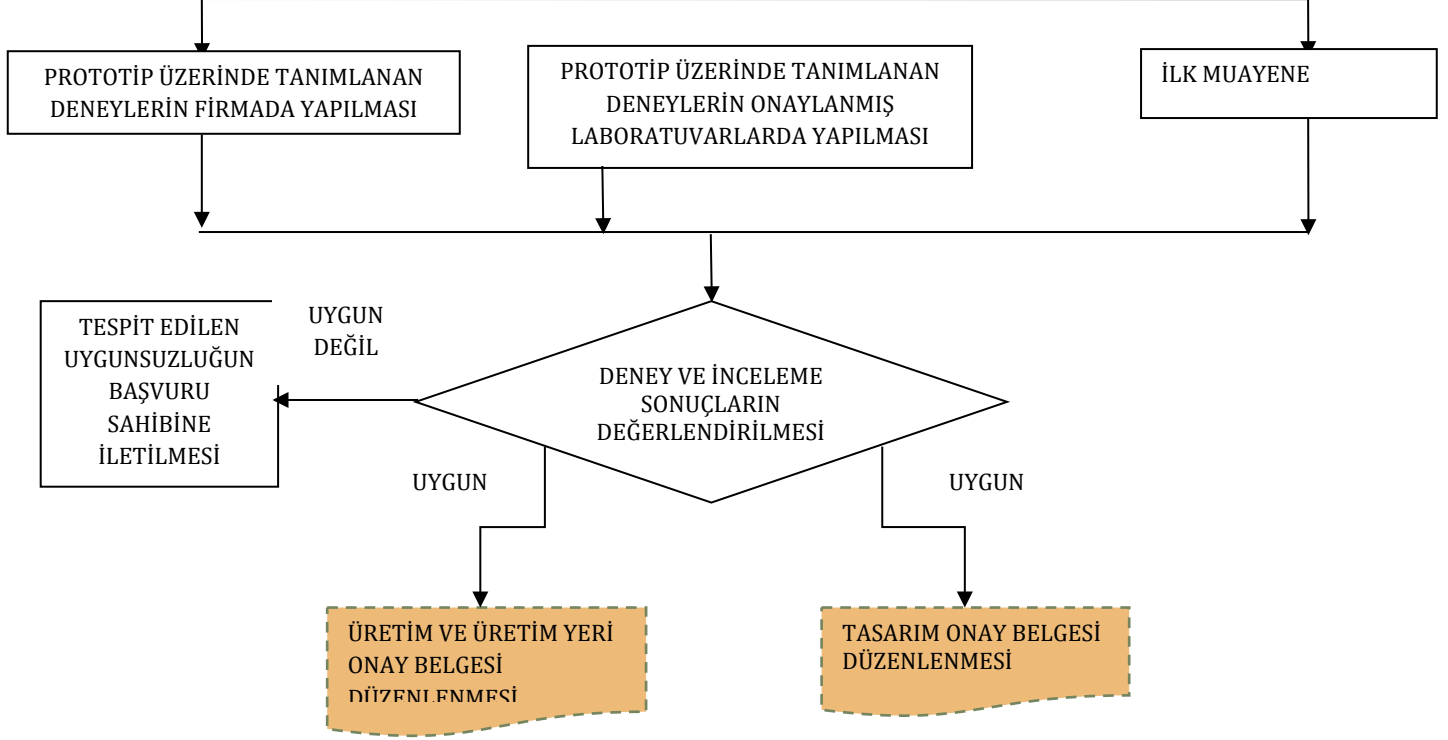 PROTOTİP ÜZERİNDE TANIMLANAN
DENEYLERİN FİRMADA YAPILMASI
PROTOTİP ÜZERİNDE TANIMLANAN
DENEYLERİN ONAYLANMIŞ
LABORATUVARLARDA YAPILMASI
İLK MUAYENE
TESPİT EDİLEN
UYGUNSUZLUĞUN
BAŞVURU
SAHİBİNE
İLETİLMESİ
UYGUN
DEĞİL
DENEY VE İNCELEME
SONUÇLARIN
DEĞERLENDİRİLMESİ
UYGUN
UYGUN
ÜRETİM VE ÜRETİM YERİ
ONAY BELGESİ
DÜZENLENMESİ
TASARIM ONAY BELGESİ
DÜZENLENMESİ